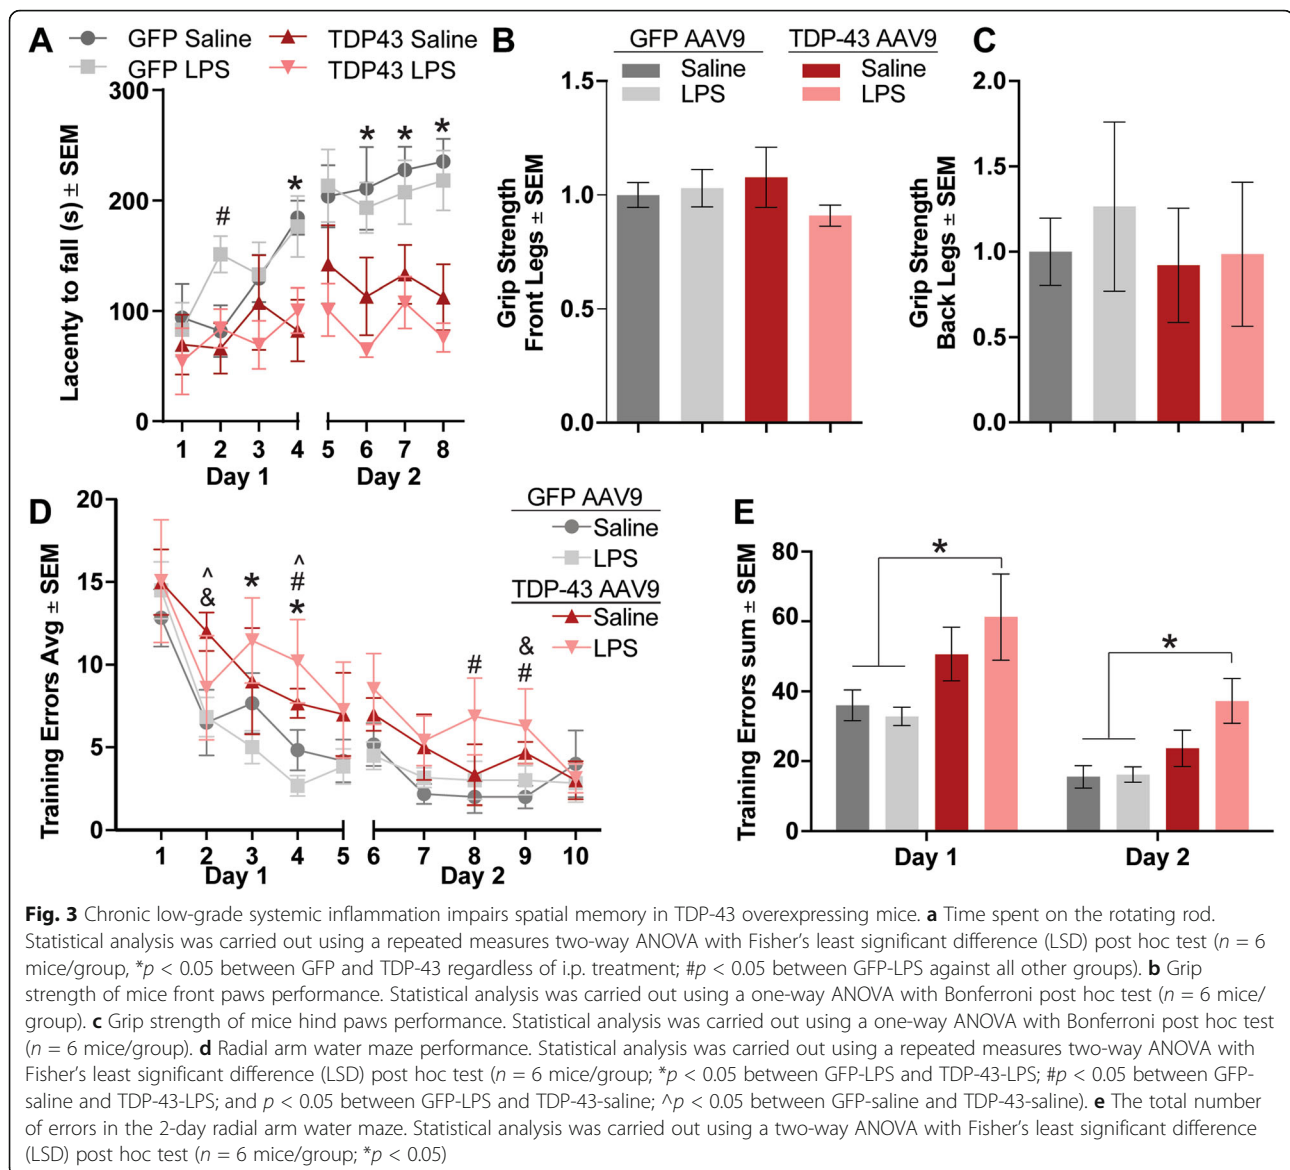 A
GFP Saline
TDP43 Saline
GFP LPS
TDP43 LPS
Lacenty to fall (s) ± SEM
300
200
100
0
#
*
*
*
*
1 2 3 4 5 6 7 8
Day 1 Day 2
B
GFP AAV9 TDP-43 AAV9
Saline Saline
LPS LPS
Grip Strength
Front Legs ± SEM
1.5
1.0
0.5
0.0
C
Grip Strength
Back Legs ± SEM
2.0
1.5
1.0
0.5
0.0
D
GFP AAV9
Saline
LPS
TDP-43 AAV9
Saline
LPS
Training Errors Avg ± SEM
20
15
10
5
0
^
&
*
^
#
*
#
&
#
1 2 3 4 5 6 7 8 9 10
Day 1 Day 2
E
Training Errors sum ± SEM
80
60
40
20
0
*
*
Day 1 Day 2
Fig. 3 Chronic low-grade systemic inflammation impairs spatial memory in TDP-43 overexpressing mice. a Time spent on the rotating rod.
Statistical analysis was carried out using a repeated measures two-way ANOVA with Fisher's least significant difference (LSD) post hoc test (n = 6
mice/group, *p < 0.05 between GFP and TDP-43 regardless of i.p. treatment; #p < 0.05 between GFP-LPS against all other groups). b Grip
strength of mice front paws performance. Statistical analysis was carried out using a one-way ANOVA with Bonferroni post hoc test (n = 6 mice/
group). c Grip strength of mice hind paws performance. Statistical analysis was carried out using a one-way ANOVA with Bonferroni post hoc test
(n = 6 mice/group). d Radial arm water maze performance. Statistical analysis was carried out using a repeated measures two-way ANOVA with
Fisher's least significant difference (LSD) post hoc test (n = 6 mice/group; *p < 0.05 between GFP-LPS and TDP-43-LPS; #p < 0.05 between GFP-
saline and TDP-43-LPS; and p < 0.05 between GFP-LPS and TDP-43-saline; ^p < 0.05 between GFP-saline and TDP-43-saline). e The total number
of errors in the 2-day radial arm water maze. Statistical analysis was carried out using a two-way ANOVA with Fisher's least significant difference
(LSD) post hoc test (n = 6 mice/group; *p < 0.05)